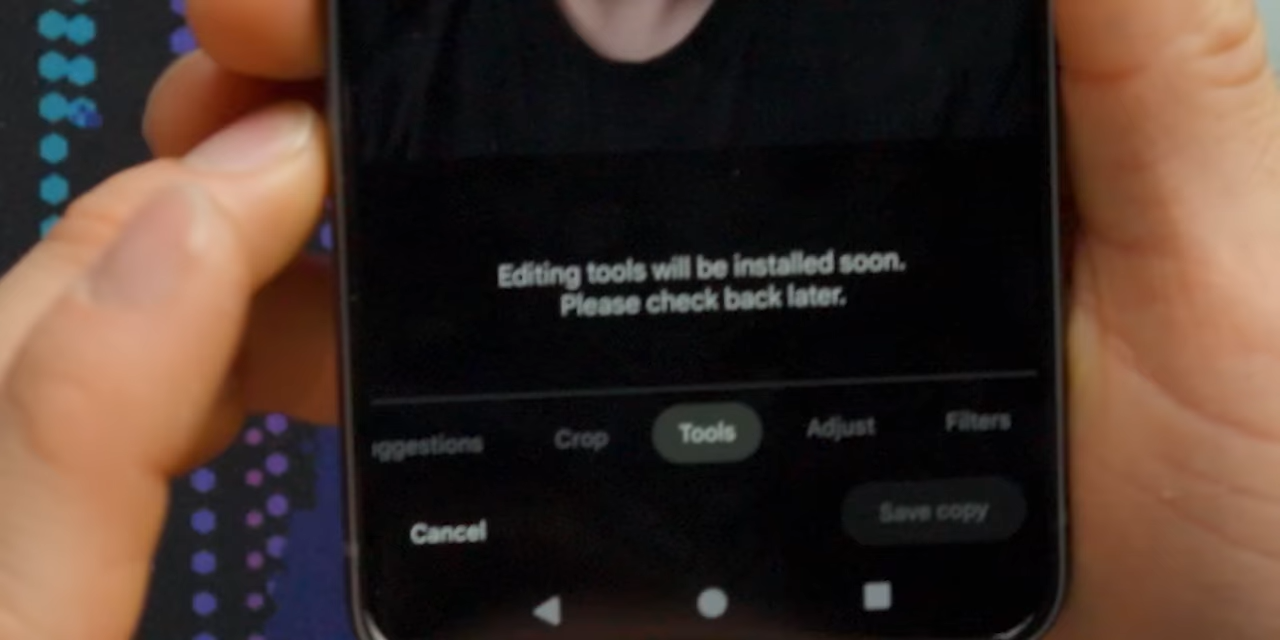 Editing tools will be installed soon.
Please check back later.
ggestions Crop Tools Adjust Filters
Cancel Save copy